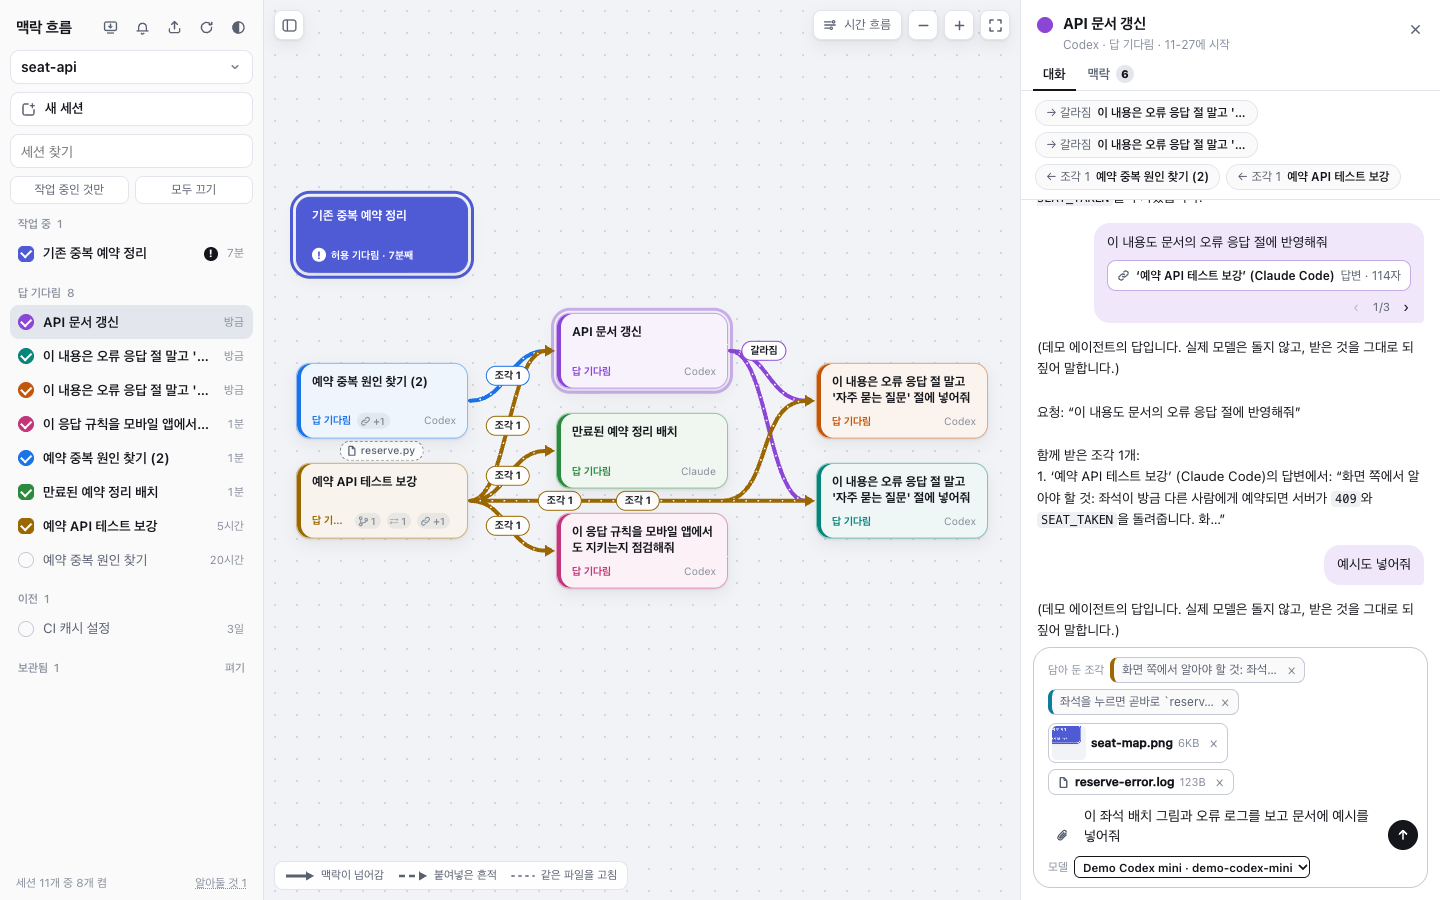 맥락 흐름
seat-api
새 세션
세션 찾기
작업 중인 것만
모두 끄기
작업 중 1
기존 중복 예약 정리
7분
답 기다림 8
API 문서 갱신
방금
이 내용은 오류 응답 절 말고 '...
방금
이 내용은 오류 응답 절 말고 '...
방금
이 응답 규칙을 모바일 앱에서...
1분
예약 중복 원인 찾기 (2)
1분
만료된 예약 정리 배치
1분
예약 API 테스트 보강
5시간
예약 중복 원인 찾기
20시간
이전 1
CI 캐시 설정
3일
보관됨 1
펴기
세션 11개 중 8개 켬
알아둘 것 1
시간 흐름
기존 중복 예약 정리
허용 기다림 · 7분째
API 문서 갱신
답 기다림
Codex
갈라짐
예약 중복 원인 찾기 (2)
답 기다림
+1
Codex
조각 1
reserve.py
조각 1
만료된 예약 정리 배치
답 기다림
Claude
조각 1
예약 API 테스트 보강
답 기...
1
1
+1
조각 1
조각 1
조각 1
이 응답 규칙을 모바일 앱에서
도 지키는지 점검해줘
답 기다림
Codex
이 내용은 오류 응답 절 말고
'자주 묻는 질문' 절에 넣어줘
답 기다림
Codex
이 내용은 오류 응답 절 말고
'자주 묻는 질문' 절에 넣어줘
답 기다림
Codex
맥락이 넘어감
붙여넣은 흔적
같은 파일을 고침
API 문서 갱신
Codex · 답 기다림 · 11-27에 시작
대화
맥락 6
→ 갈라짐 이 내용은 오류 응답 절 말고 '...
→ 갈라짐 이 내용은 오류 응답 절 말고 '...
← 조각 1 예약 중복 원인 찾기 (2)
← 조각 1 예약 API 테스트 보강
이 내용도 문서의 오류 응답 절에 반영해줘
‘예약 API 테스트 보강’ (Claude Code) 답변 · 114자
1/3
(데모 에이전트의 답입니다. 실제 모델은 돌지 않고, 받은 것을 그대로 되
짚어 말합니다.)
요청: “이 내용도 문서의 오류 응답 절에 반영해줘”
함께 받은 조각 1개:
1. ‘예약 API 테스트 보강’ (Claude Code)의 답변에서: “화면 쪽에서 알
아야 할 것: 좌석이 방금 다른 사람에게 예약되면 서버가 409 와
SEAT_TAKEN 을 돌려줍니다. 화...”
예시도 넣어줘
(데모 에이전트의 답입니다. 실제 모델은 돌지 않고, 받은 것을 그대로 되
짚어 말합니다.)
담아 둔 조각
화면 쪽에서 알아야 할 것: 좌석...
좌석을 누르면 곧바로 `reserv...
seat-map.png 6KB
reserve-error.log 123B
이 좌석 배치 그림과 오류 로그를 보고 문서에 예시를
넣어줘
모델
Demo Codex mini · demo-codex-mini